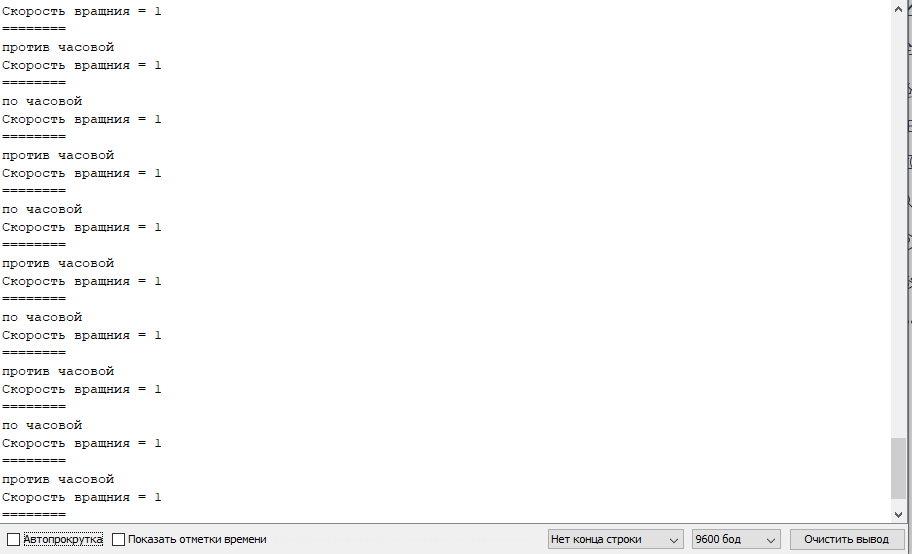 Скорость вращния = 1
========
против часовой
Скорость вращния = 1
========
по часовой
Скорость вращния = 1
========
против часовой
Скорость вращния = 1
========
по часовой
Скорость вращния = 1
========
против часовой
Скорость вращния = 1
========
по часовой
Скорость вращния = 1
========
против часовой
Скорость вращния = 1
========
по часовой
Скорость вращния = 1
========
против часовой
Скорость вращния = 1
========
Автопрокрутка Показать отметки времени Нет конца строки 9600 бод Очистить вывод